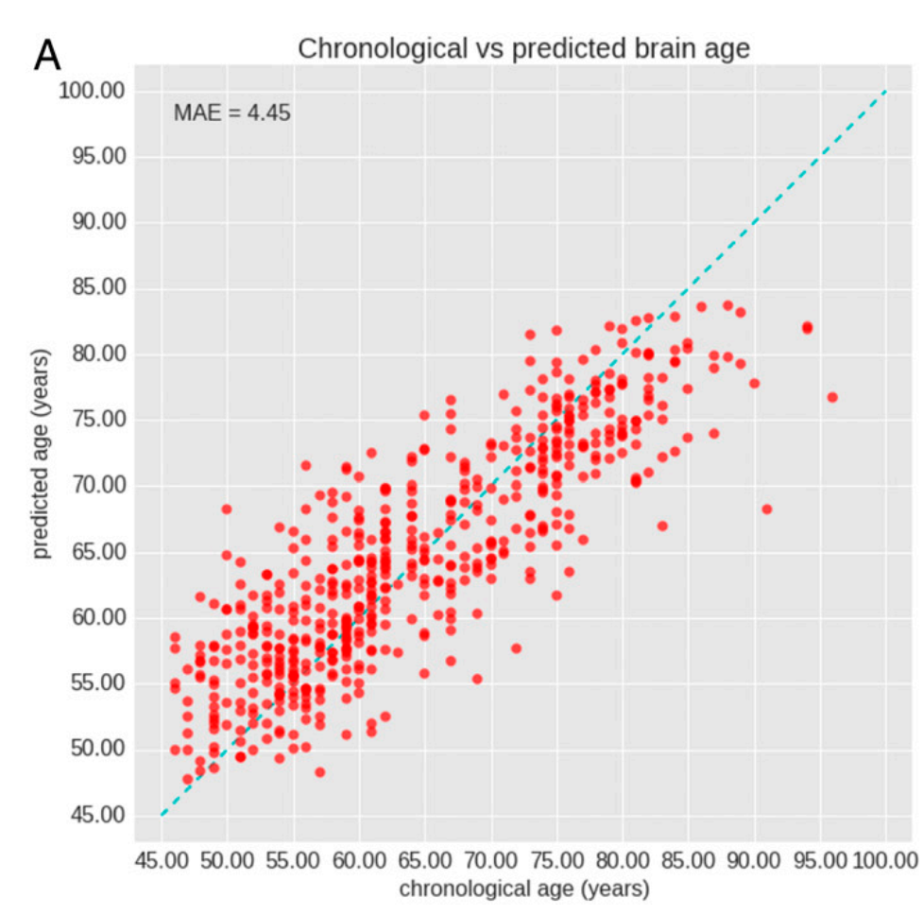 A
Chronological vs predicted brain age
MAE = 4.45
100.00
95.00
90.00
85.00
80.00
75.00
70.00
65.00
60.00
55.00
50.00
45.00
predicted age (years)
45.00 50.00 55.00 60.00 65.00 70.00 75.00 80.00 85.00 90.00 95.00 100.00
chronological age (years)